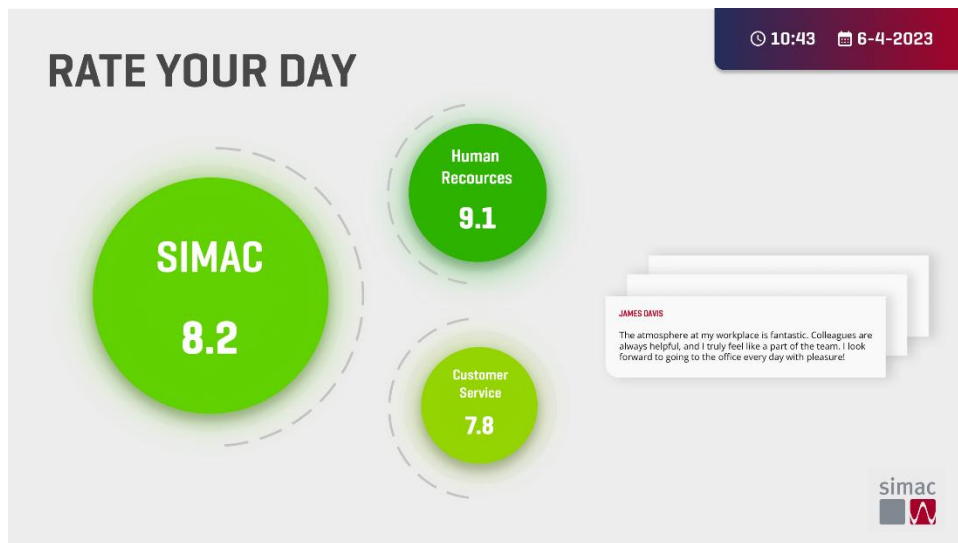 10:43 6-4-2023
RATE YOUR DAY
Human
Recources
9.1
SIMAC
8.2
JAMES DAVIS
The atmosphere at my workplace is fantastic. Colleagues are
always helpful, and I truly feel like a part of the team. I look
forward to going to the office every day with pleasure!
Customer
Service
7.8
simac